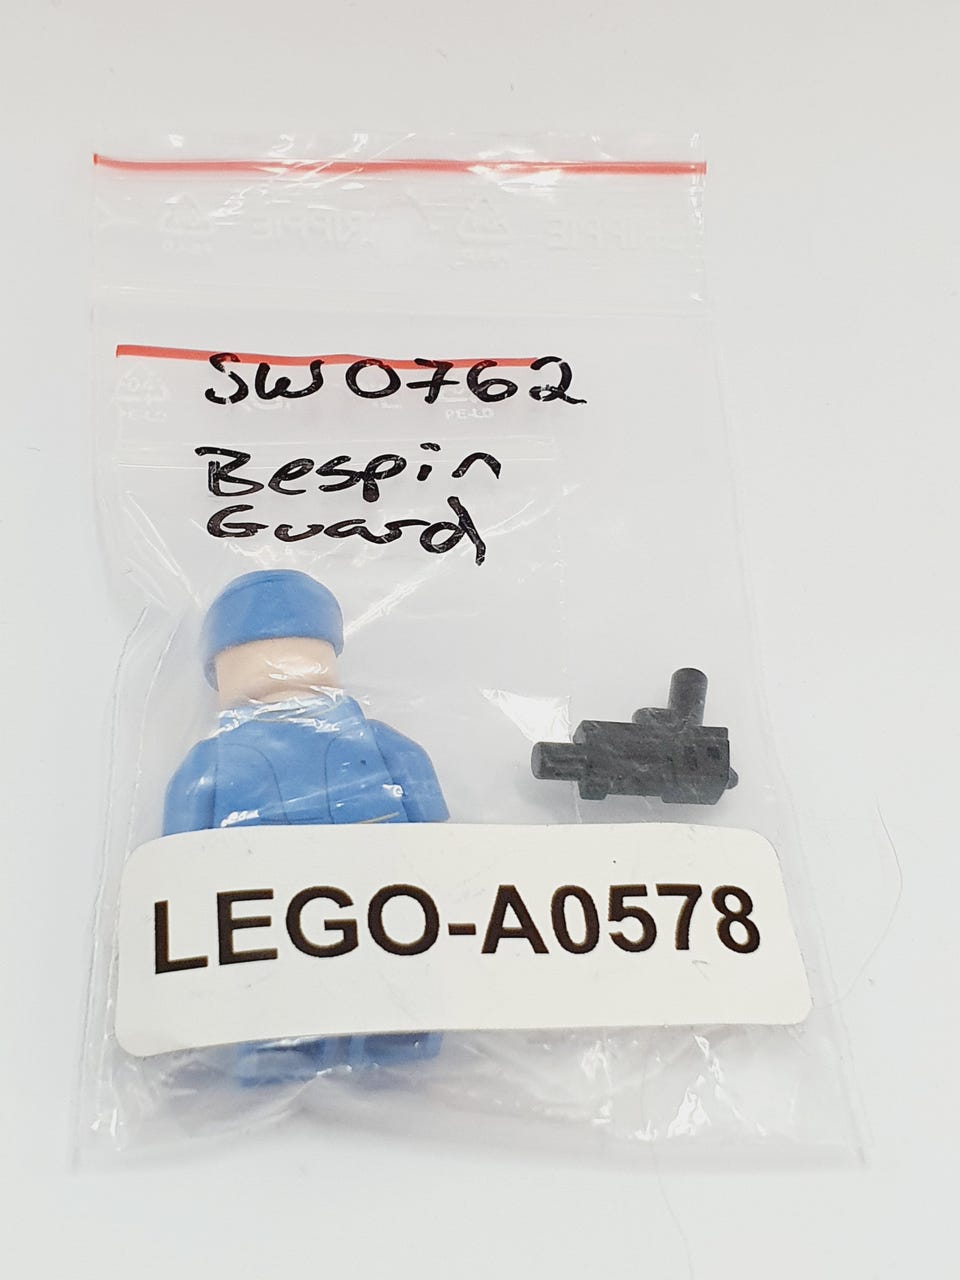 SW0762
Bespin
Guard
LEGO-A0578